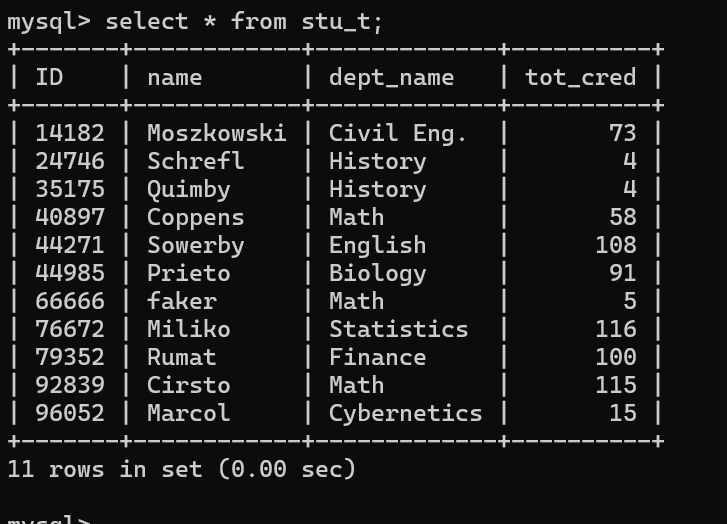 mysql> select * from stu_t;
+-------+------------+-------------+----------+
| ID    | name       | dept_name   | tot_cred |
+-------+------------+-------------+----------+
| 14182 | Moszkowski | Civil Eng.  |       73 |
| 24746 | Schrefl    | History     |        4 |
| 35175 | Quimby     | History     |        4 |
| 40897 | Coppens    | Math        |       58 |
| 44271 | Sowerby    | English     |      108 |
| 44985 | Prieto     | Biology     |       91 |
| 66666 | faker      | Math        |        5 |
| 76672 | Miliko     | Statistics  |      116 |
| 79352 | Rumat      | Finance     |      100 |
| 92839 | Cirsto     | Math        |      115 |
| 96052 | Marcol     | Cybernetics |       15 |
+-------+------------+-------------+----------+
11 rows in set (0.00 sec)
mysql>